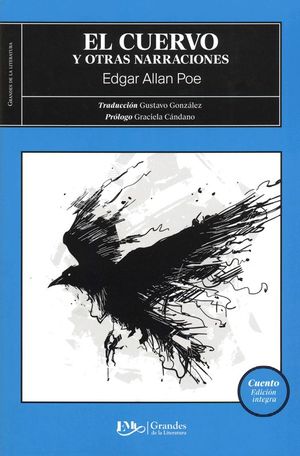 GRANDES DE LA LITERATURA
EL CUERVO
Y OTRAS NARRACIONES
Edgar Allan Poe
Traducción Gustavo González
Prólogo Graciela Cándano
Cuento
Edición
íntegra
EMU
Grandes
de la Literatura